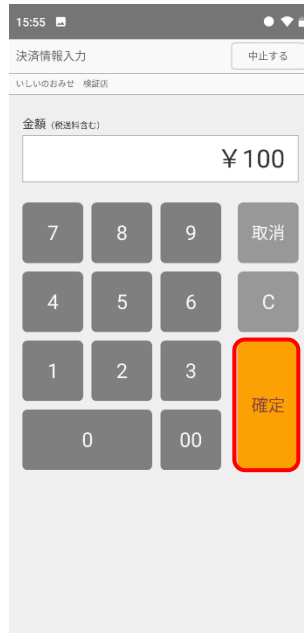 15:55
決済情報入力 中止する
いしいのおみせ 検証店
金額 (税送料含む)
￥100
7 8 9 取消
4 5 6 C
1 2 3
確定
0 00